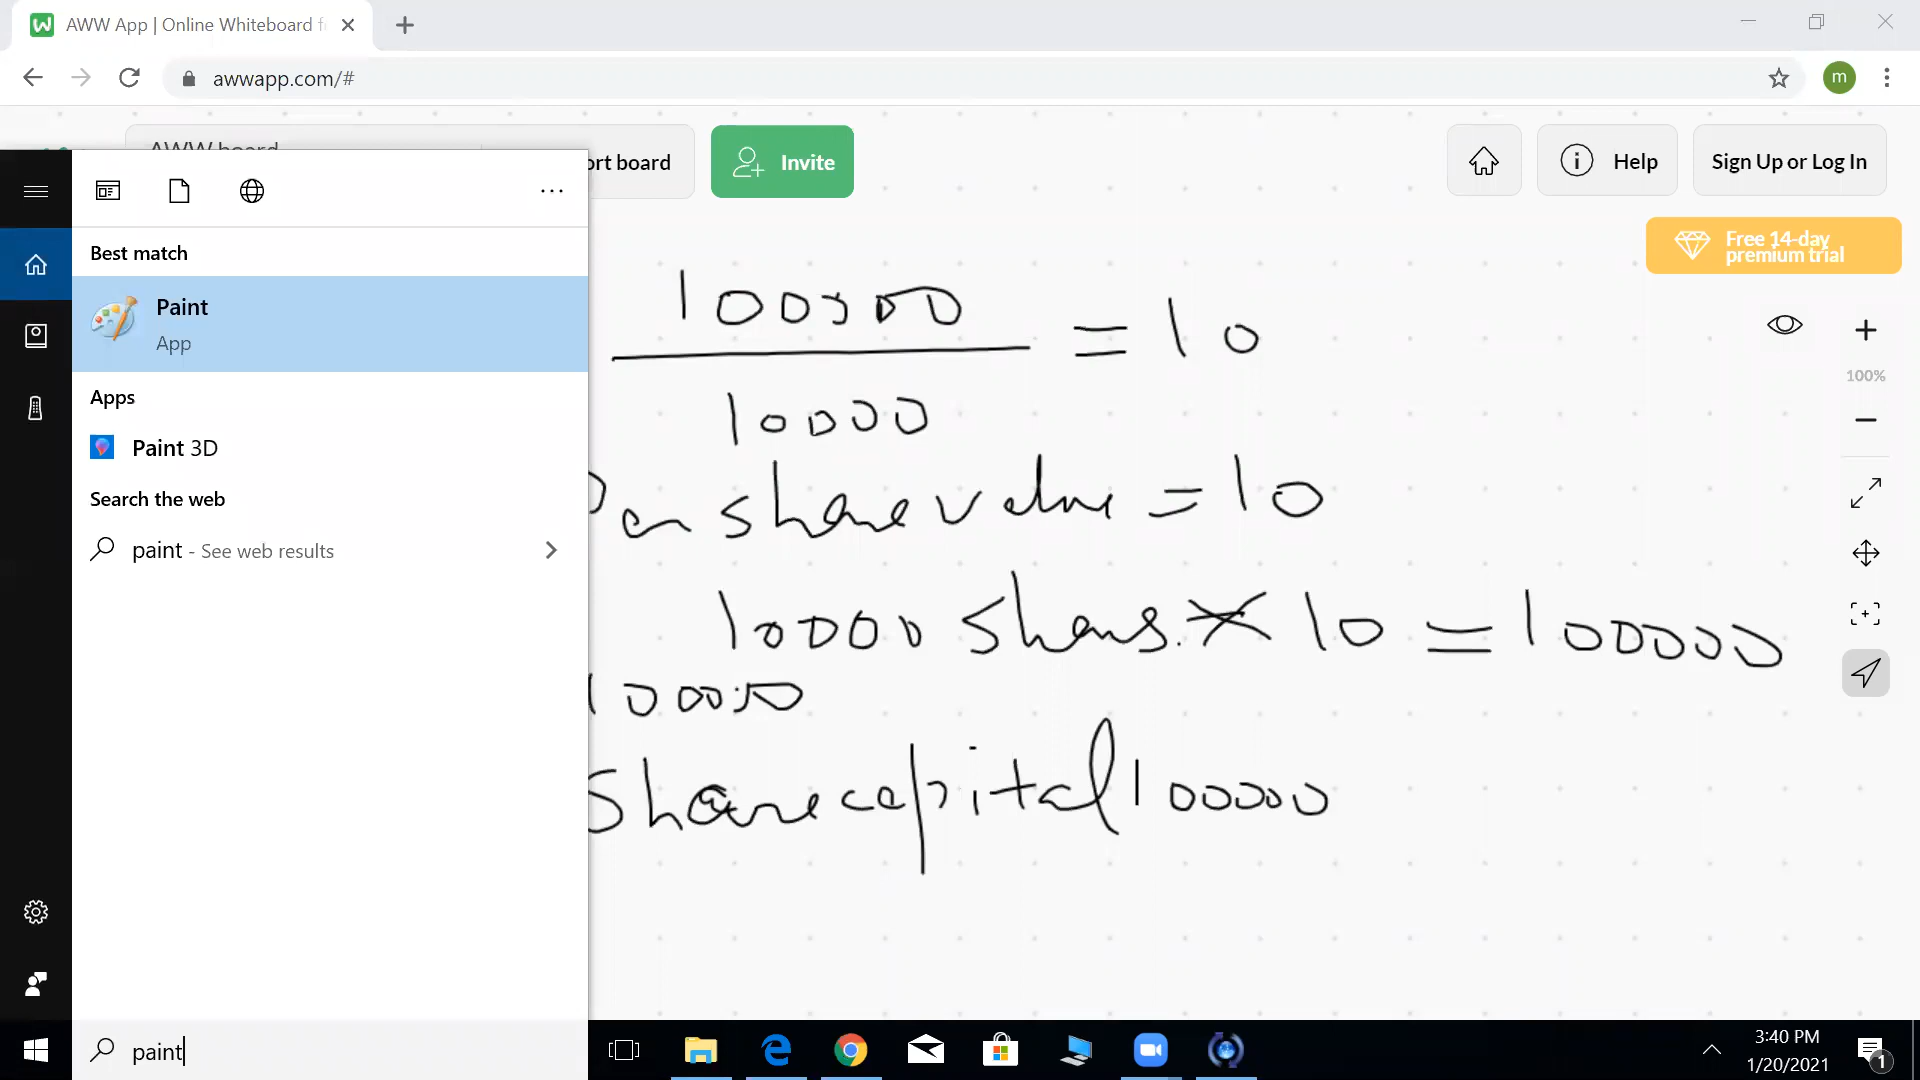 AWW App | Online Whiteboard f
awwapp.com/#
m
AWW board
ort board
Invite
Help
Sign Up or Log In
Free 14-day
premium trial
100%
Best match
Paint
App
Apps
Paint 3D
Search the web
paint - See web results
100000 = 10
10000
Per share value = 10
10000 shares. × 10 = 100000
100000
Share capital 100000
paint
3:40 PM
1/20/2021
1